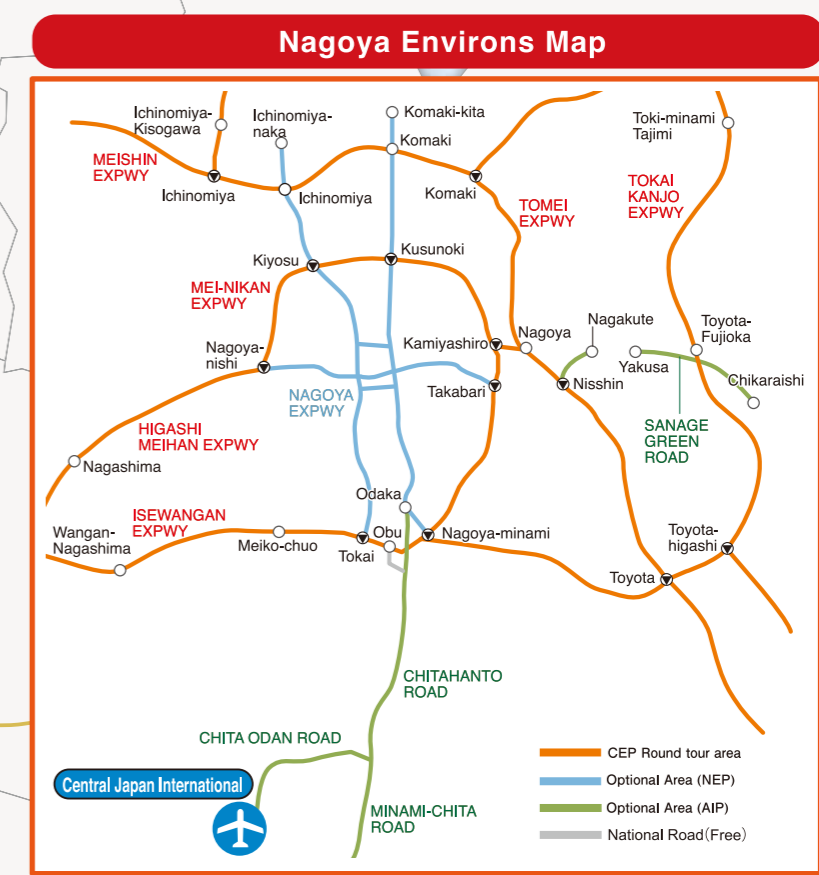 Nagoya Environs Map
Ichinomiya-
Kisogawa
Ichinomiya-
naka
Komaki-kita
Toki-minami
Tajimi
MEISHIN
EXPWY
Komaki
Ichinomiya
Ichinomiya
Komaki
TOMEI
EXPWY
TOKAI
KANJO
EXPWY
Kiyosu
Kusunoki
MEI-NIKAN
EXPWY
Nagoya-
nishi
Kamiyashiro
Nagoya
Nagakute
Toyota-
Fujioka
Yakusa
Chikaraishi
NAGOYA
EXPWY
Takabari
Nisshin
SANAGE
GREEN
ROAD
HIGASHI
MEIHAN EXPWY
Nagashima
Odaka
ISEWANGAN
EXPWY
Wangan-
Nagashima
Meiko-chuo
Tokai
Obu
Nagoya-minami
Toyota-
higashi
Toyota
CHITAHANTO
ROAD
CHITA ODAN ROAD
Central Japan International
MINAMI-CHITA
ROAD
CEP Round tour area
Optional Area (NEP)
Optional Area (AIP)
National Road(Free)